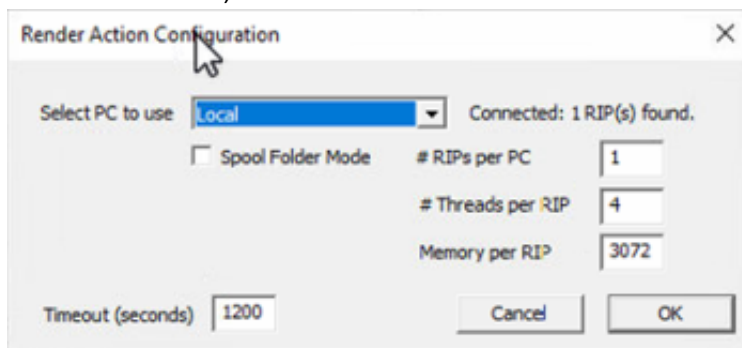 Render Action Configuration
Select PC to use Local Connected: 1 RIP(s) found.
Spool Folder Mode # RIPs per PC 1
# Threads per RIP 4
Memory per RIP 3072
Timeout (seconds) 1200 Cancel OK